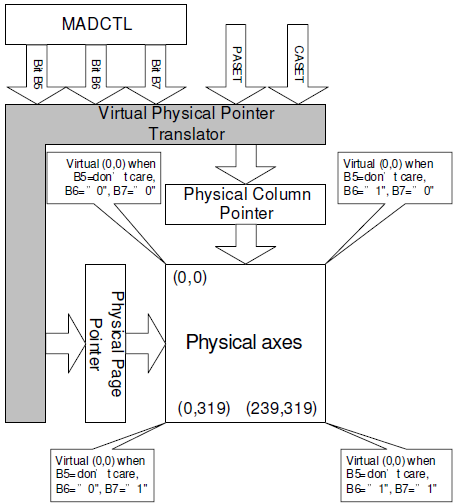 MADCTL
Bit B5
Bit B6
Bit B7
PASET
CASET
Virtual Physical Pointer
Translator
Virtual (0,0) when
B5=don’t care,
B6=”0", B7=”0"
Virtual (0,0) when
B5=don’t care,
B6=”1", B7=”0"
Physical Column
Pointer
(0,0)
Physical Page
Pointer
Physical axes
(0,319) (239,319)
Virtual (0,0) when
B5=don’t care,
B6=”0", B7=”1"
Virtual (0,0) when
B5=don’t care,
B6=”1", B7=”1"